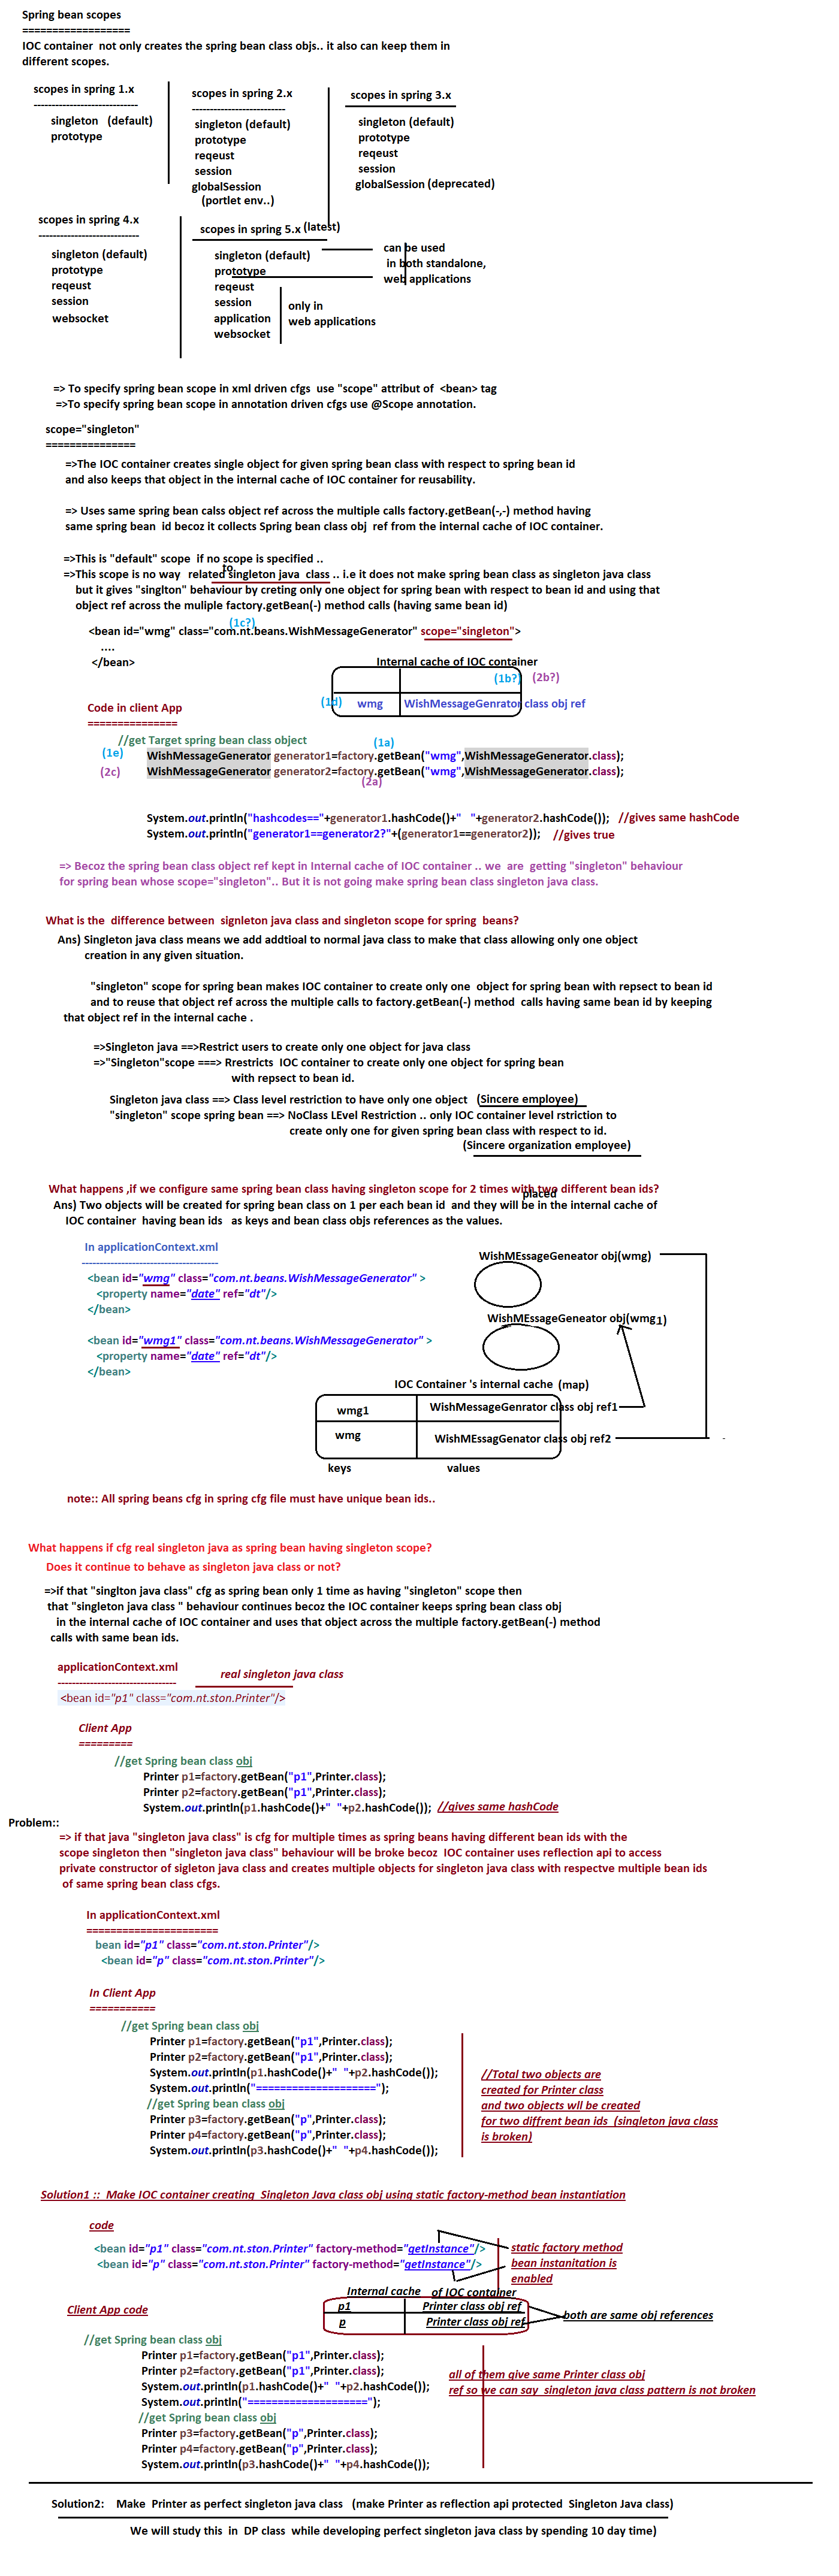 Spring bean scopes
==================
IOC container  not only creates the spring bean class objs.. it also can keep them in
different scopes.
scopes in spring 1.x
-----------------------------
singleton   (default)
prototype
scopes in spring 2.x
--------------------------
singleton (default)
prototype
reqeust
session
globalSession
(portlet env..)
scopes in spring 3.x
singleton (default)
prototype
reqeust
session
globalSession (deprecated)
scopes in spring 4.x
----------------------------
singleton (default)
prototype
reqeust
session
websocket
scopes in spring 5.x (latest)
singleton (default)
prototype
reqeust
session
application
websocket
can be used
in both standalone,
web applications
only in
web applications
=> To specify spring bean scope in xml driven cfgs  use "scope" attribut of  <bean> tag
=>To specify spring bean scope in annotation driven cfgs use @Scope annotation.
scope="singleton"
===============
=>The IOC container creates single object for given spring bean class with respect to spring bean id
and also keeps that object in the internal cache of IOC container for reusability.
=> Uses same spring bean calss object ref across the multiple calls factory.getBean(-,-) method having
same spring bean  id becoz it collects Spring bean class obj  ref from the internal cache of IOC container.
=>This is "default" scope  if no scope is specified ..
to
=>This scope is no way  related singleton java  class .. i.e it does not make spring bean class as singleton java class
but it gives "singlton" behaviour by creting only one object for spring bean with respect to bean id and using that
object ref across the muliple factory.getBean(-) method calls (having same bean id)
(1c?)
<bean id="wmg" class="com.nt.beans.WishMessageGenerator" scope="singleton">
....
</bean>
Internal cache of IOC container
(1b?) (2b?)
(1d) wmg WishMessageGenrator class obj ref
Code in client App
===============
//get Target spring bean class object
(1a)
(1e) WishMessageGenerator generator1=factory.getBean("wmg",WishMessageGenerator.class);
(2c) WishMessageGenerator generator2=factory.getBean("wmg",WishMessageGenerator.class);
(2a)
System.out.println("hashcodes=="+generator1.hashCode()+"   "+generator2.hashCode());   //gives same hashCode
System.out.println("generator1==generator2?"+(generator1==generator2));    //gives true
=> Becoz the spring bean class object ref kept in Internal cache of IOC container .. we  are  getting "singleton" behaviour
for spring bean whose scope="singleton".. But it is not going make spring bean class singleton java class.
What is the  difference between  signleton java class and singleton scope for spring  beans?
Ans) Singleton java class means we add addtioal to normal java class to make that class allowing only one object
creation in any given situation.
"singleton" scope for spring bean makes IOC container to create only one  object for spring bean with repsect to bean id
and to reuse that object ref across the multiple calls to factory.getBean(-) method  calls having same bean id by keeping
that object ref in the internal cache .
=>Singleton java ==>Restrict users to create only one object for java class
=>"Singleton"scope ===> Rrestricts  IOC container to create only one object for spring bean
with repsect to bean id.
Singleton java class ==> Class level restriction to have only one object   (Sincere employee)
"singleton" scope spring bean ==> NoClass LEvel Restriction .. only IOC container level rstriction to
create only one for given spring bean class with respect to id.
(Sincere organization employee)
What happens ,if we configure same spring bean class having singleton scope for 2 times with two different bean ids?
placed
Ans) Two objects will be created for spring bean class on 1 per each bean id  and they will be in the internal cache of
IOC container  having bean ids   as keys and bean class objs references as the values.
In applicationContext.xml
--------------------------------------
<bean id="wmg" class="com.nt.beans.WishMessageGenerator" >
<property name="date" ref="dt"/>
</bean>
<bean id="wmg1" class="com.nt.beans.WishMessageGenerator" >
<property name="date" ref="dt"/>
</bean>
WishMEssageGeneator obj(wmg)
WishMEssageGeneator obj(wmg1)
IOC Container 's internal cache  (map)
wmg1 WishMessageGenrator class obj ref1
wmg WishMEssagGenator class obj ref2
keys values
note:: All spring beans cfg in spring cfg file must have unique bean ids..
What happens if cfg real singleton java as spring bean having singleton scope?
Does it continue to behave as singleton java class or not?
=>if that "singlton java class" cfg as spring bean only 1 time as having "singleton" scope then
that "singleton java class " behaviour continues becoz the IOC container keeps spring bean class obj
in the internal cache of IOC container and uses that object across the multiple factory.getBean(-) method
calls with same bean ids.
applicationContext.xml
---------------------------------
real singleton java class
<bean id="p1" class="com.nt.ston.Printer"/>
Client App
=========
//get Spring bean class obj
Printer p1=factory.getBean("p1",Printer.class);
Printer p2=factory.getBean("p1",Printer.class);
System.out.println(p1.hashCode()+"  "+p2.hashCode());  //gives same hashCode
Problem::
=> if that java "singleton java class" is cfg for multiple times as spring beans having different bean ids with the
scope singleton then "singleton java class" behaviour will be broke becoz  IOC container uses reflection api to access
private constructor of sigleton java class and creates multiple objects for singleton java class with respectve multiple bean ids
of same spring bean class cfgs.
In applicationContext.xml
======================
bean id="p1" class="com.nt.ston.Printer"/>
<bean id="p" class="com.nt.ston.Printer"/>
In Client App
===========
//get Spring bean class obj
Printer p1=factory.getBean("p1",Printer.class);
Printer p2=factory.getBean("p1",Printer.class);
System.out.println(p1.hashCode()+"  "+p2.hashCode());
System.out.println("====================");
//get Spring bean class obj
Printer p3=factory.getBean("p",Printer.class);
Printer p4=factory.getBean("p",Printer.class);
System.out.println(p3.hashCode()+"  "+p4.hashCode());
//Total two objects are
created for Printer class
and two objects wll be created
for two diffrent bean ids  (singleton java class
is broken)
Solution1 ::  Make IOC container creating  Singleton Java class obj using static factory-method bean instantiation
code
<bean id="p1" class="com.nt.ston.Printer" factory-method="getInstance"/>
<bean id="p" class="com.nt.ston.Printer" factory-method="getInstance"/>
static factory method
bean instanitation is
enabled
Internal cache   of IOC container
p1 Printer class obj ref
p Printer class obj ref
both are same obj references
Client App code
//get Spring bean class obj
Printer p1=factory.getBean("p1",Printer.class);
Printer p2=factory.getBean("p1",Printer.class);
System.out.println(p1.hashCode()+"  "+p2.hashCode());
System.out.println("====================");
//get Spring bean class obj
Printer p3=factory.getBean("p",Printer.class);
Printer p4=factory.getBean("p",Printer.class);
System.out.println(p3.hashCode()+"  "+p4.hashCode());
all of them give same Printer class obj
ref so we can say  singleton java class pattern is not broken
Solution2:    Make  Printer as perfect singleton java class   (make Printer as reflection api protected  Singleton Java class)
We will study this  in  DP class  while developing perfect singleton java class by spending 10 day time)